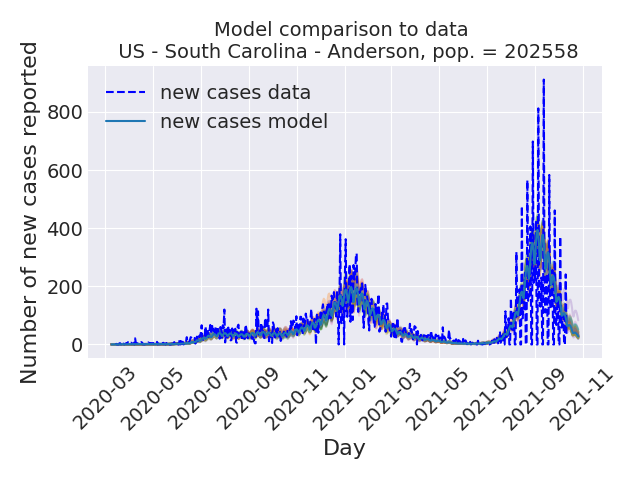 Model comparison to data
US - South Carolina - Anderson, pop. = 202558
Number of new cases reported
new cases data
new cases model
800
600
400
200
0
2020-03
2020-05
2020-07
2020-09
2020-11
2021-01
2021-03
2021-05
2021-07
2021-09
2021-11
Day